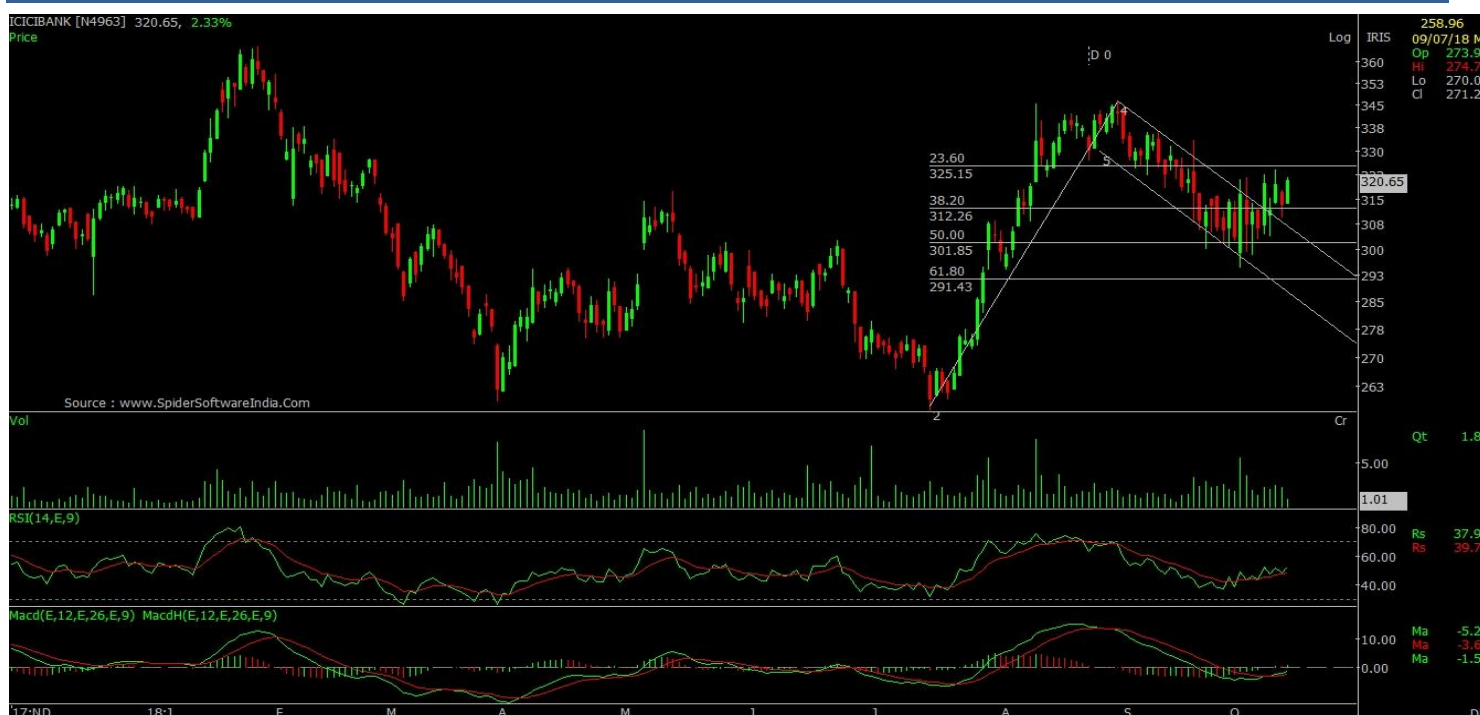 ICICIBANK [N4963] 320.65, 2.33%
Price
Log
IRIS
258.96
09/07/18 M
Op 273.9
Hi 274.7
Lo 270.0
Cl 271.2
D 0
360
353
345
338
330
315
308
300
293
285
278
270
263
320.65
4
5
2
23.60
325.15
38.20
312.26
50.00
301.85
61.80
291.43
Source : www.SpiderSoftwareIndia.Com
Vol
Cr
Qt 1.8
5.00
1.01
RSI(14,E,9)
80.00
60.00
40.00
Rs 37.9
Rs 39.7
Macd(E,12,E,26,E,9) MacdH(E,12,E,26,E,9)
10.00
0.00
Ma -5.2
Ma -3.6
Ma -1.5
'17:ND 18:J F M A M J J A S O D